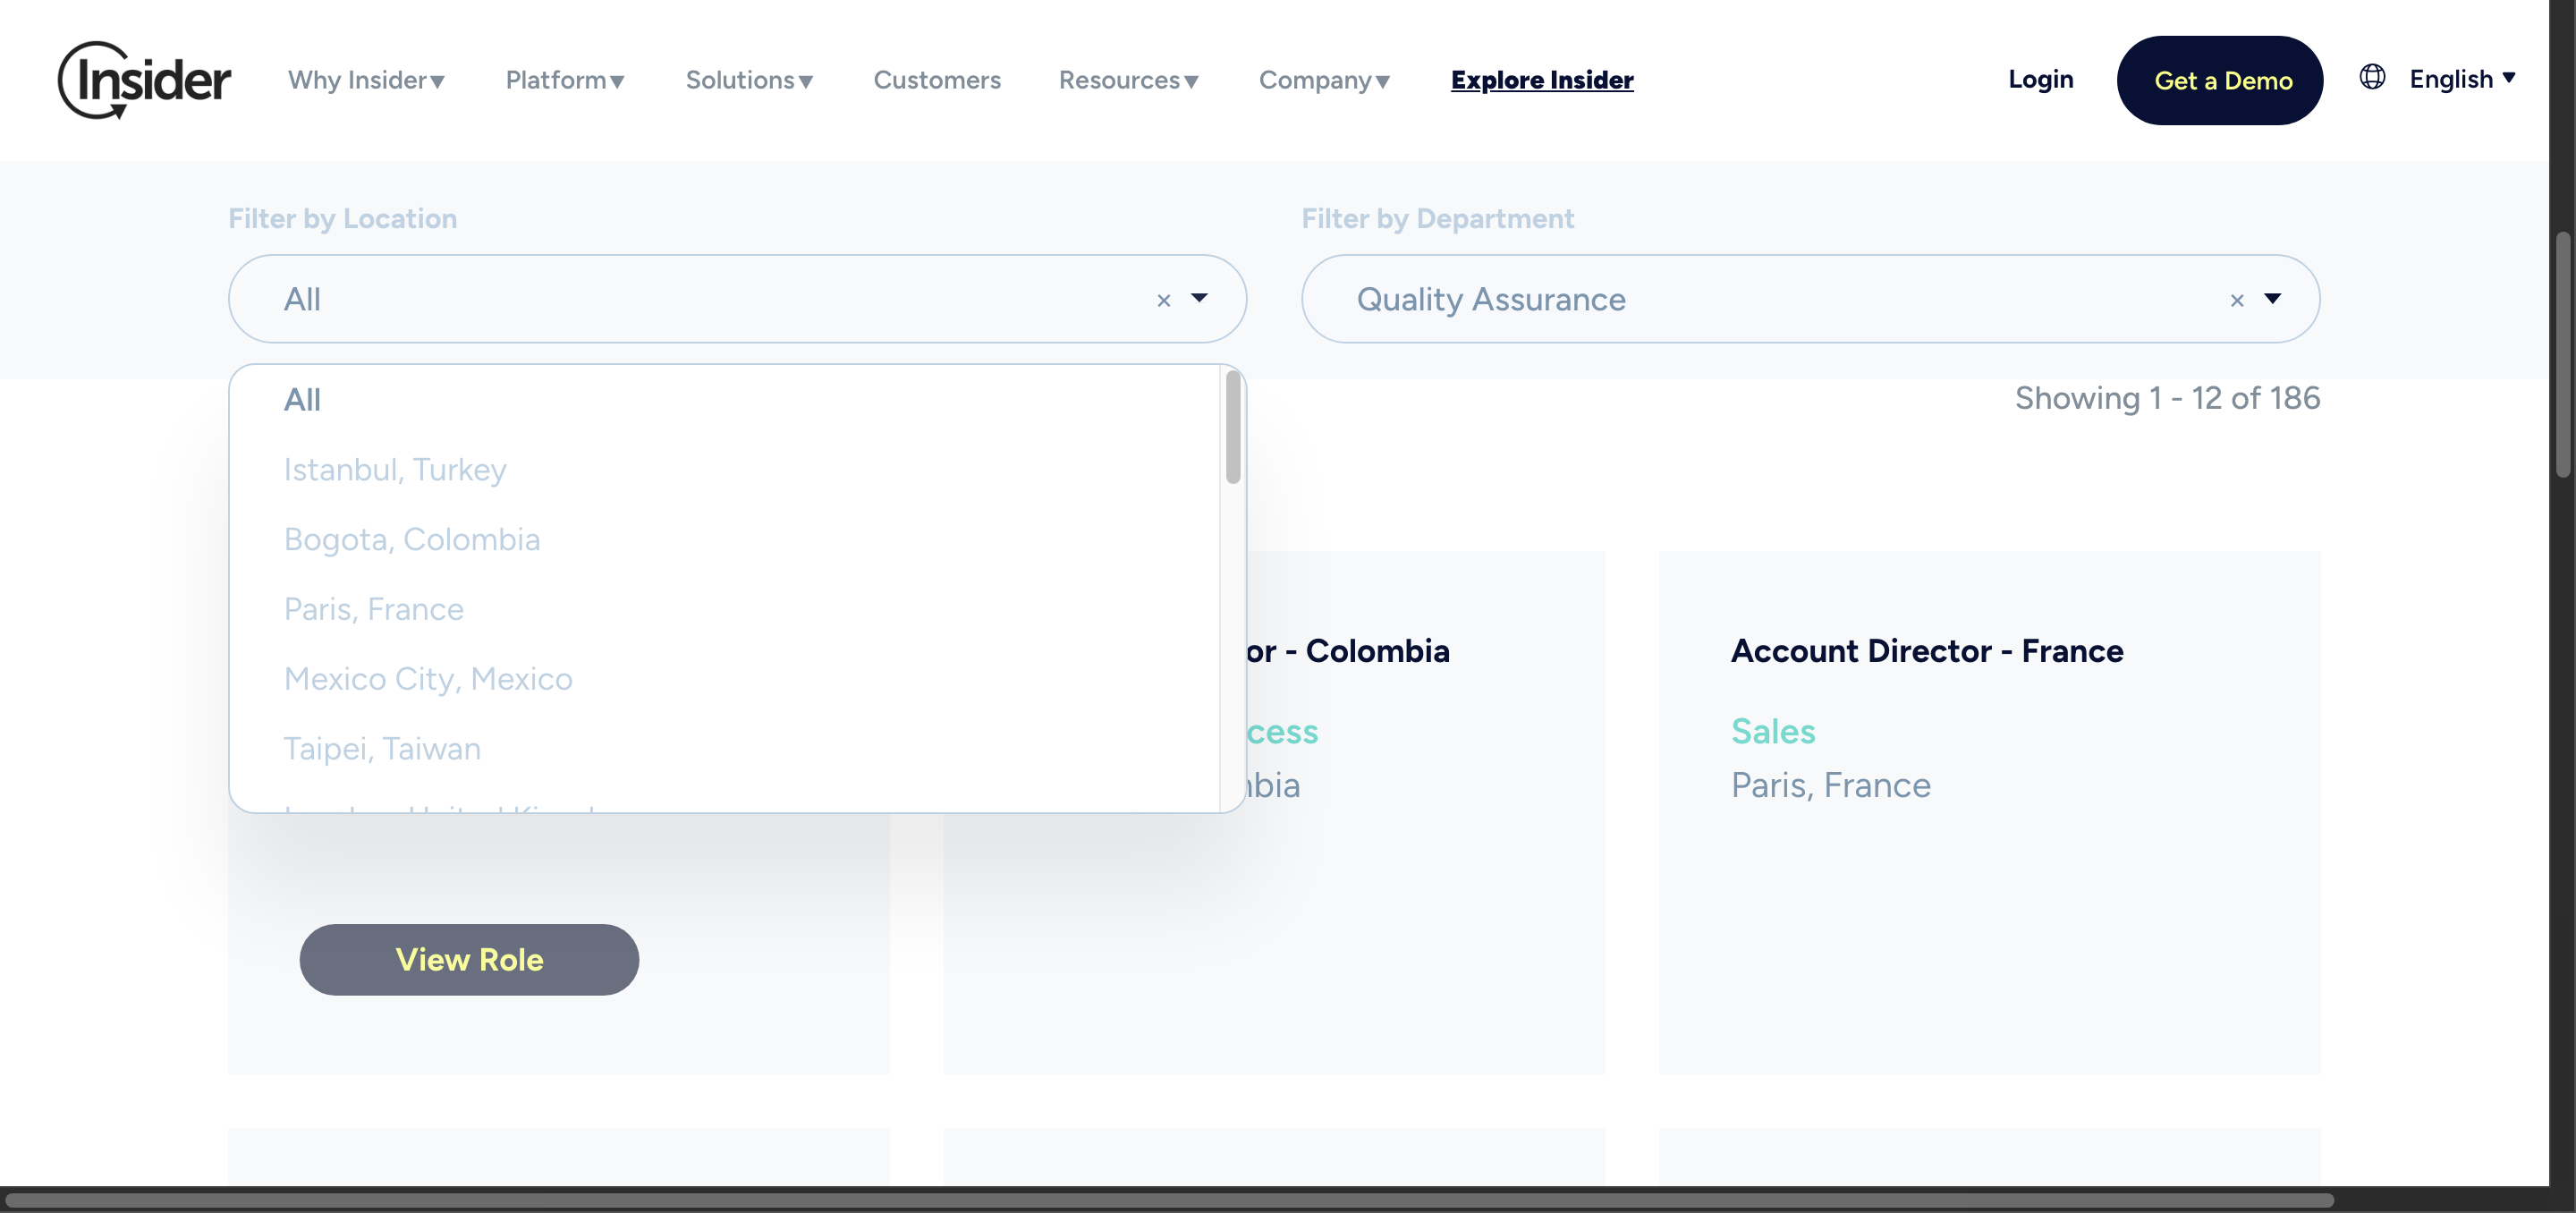 Insider Why Insider Platform Solutions Customers Resources Company Explore Insider Login Get a Demo English
Filter by Location Filter by Department
All × Quality Assurance ×
All Showing 1 - 12 of 186
Istanbul, Turkey
Bogota, Colombia
Paris, France
or - Colombia Account Director - France
Mexico City, Mexico
cess Sales
Taipei, Taiwan
bia Paris, France
View Role